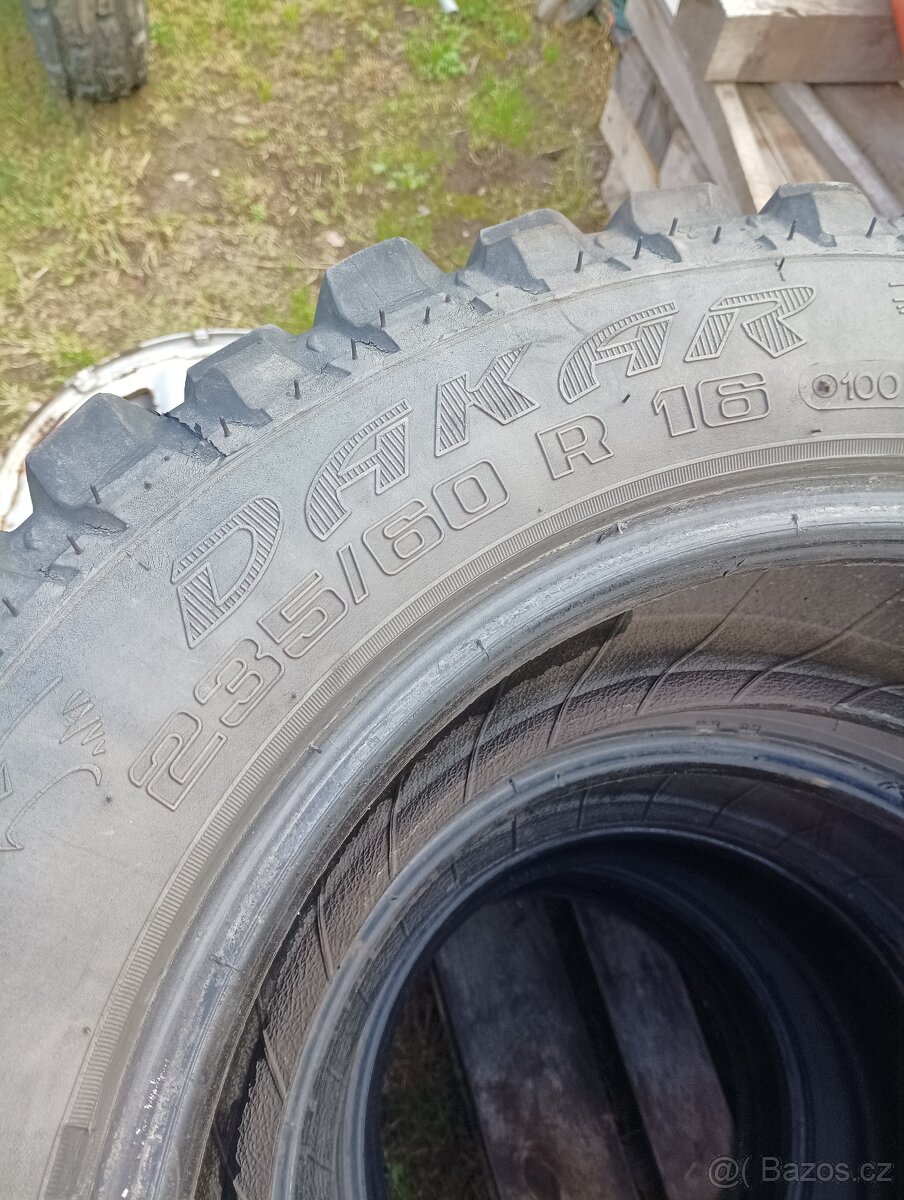 DAKAR
235/60 R 16
100
@( Bazos.cz